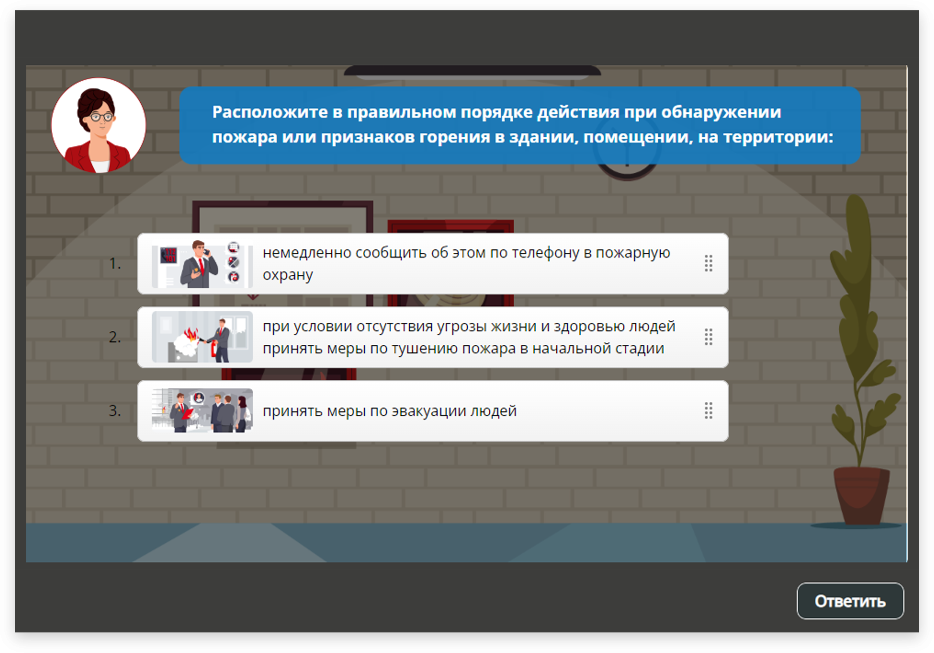 Расположите в правильном порядке действия при обнаружении
пожара или признаков горения в здании, помещении, на территории:
1.
немедленно сообщить об этом по телефону в пожарную
охрану
2.
при условии отсутствия угрозы жизни и здоровью людей
принять меры по тушению пожара в начальной стадии
3.
принять меры по эвакуации людей
Ответить